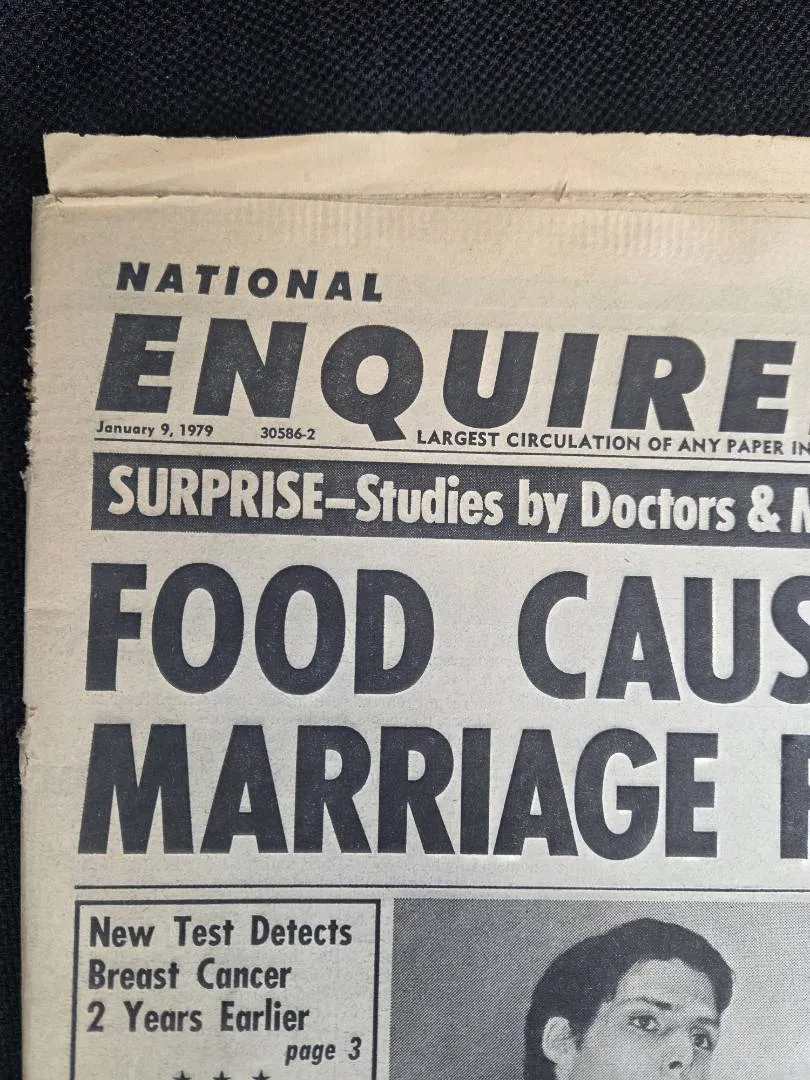 NATIONAL
ENQUIRE
January 9, 1979 30586-2 LARGEST CIRCULATION OF ANY PAPER IN
SURPRISE—Studies by Doctors & M
FOOD CAUS
MARRIAGE
New Test Detects
Breast Cancer
2 Years Earlier
page 3